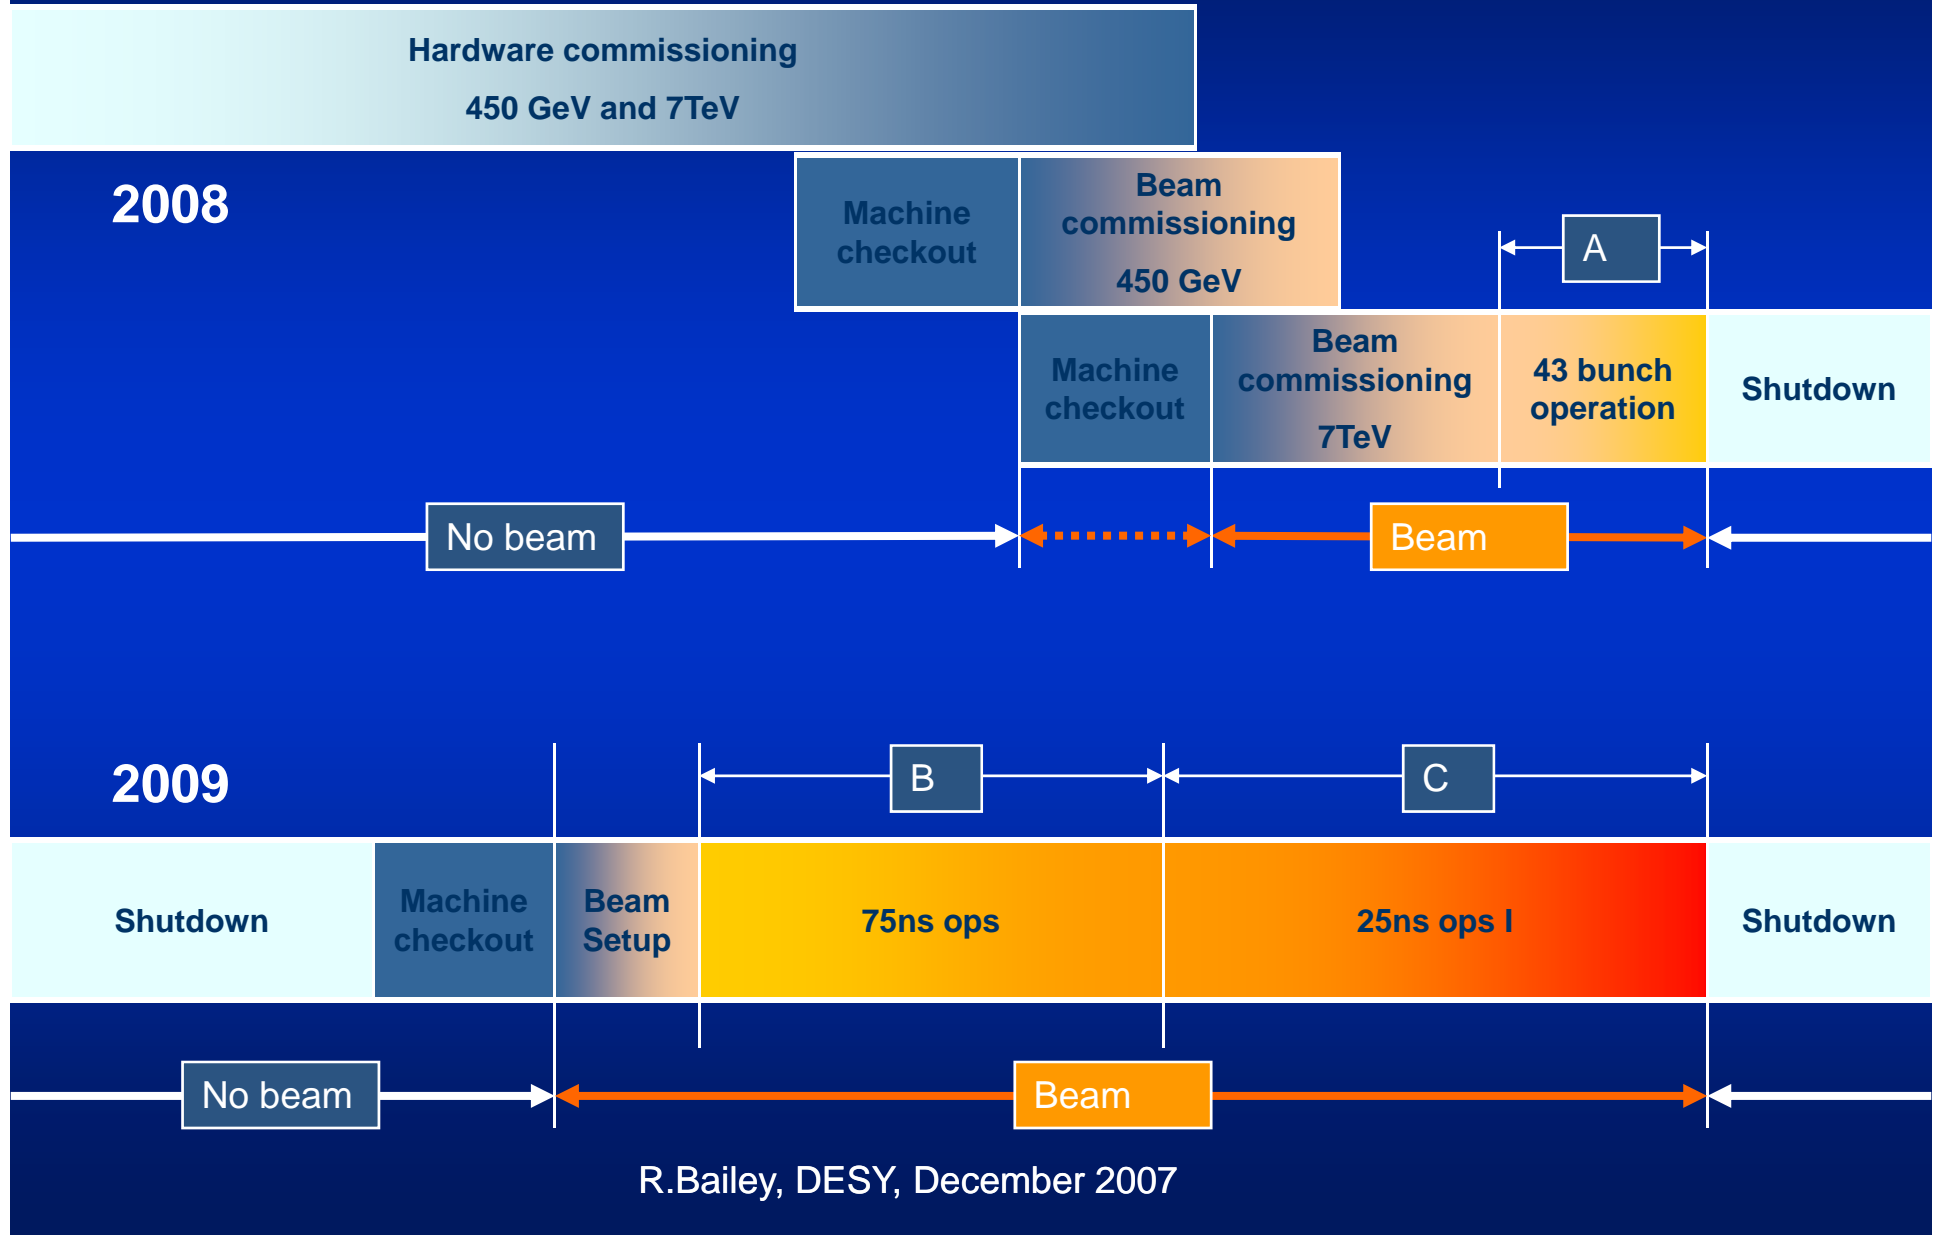 Hardware commissioning
450 GeV and 7TeV
2008
Machine
checkout
Beam
commissioning
450 GeV
A
Machine
checkout
Beam
commissioning
7TeV
43 bunch
operation
Shutdown
No beam
Beam
2009
B
C
Shutdown
Machine
checkout
Beam
Setup
75ns ops
25ns ops I
Shutdown
No beam
Beam
R.Bailey, DESY, December 2007